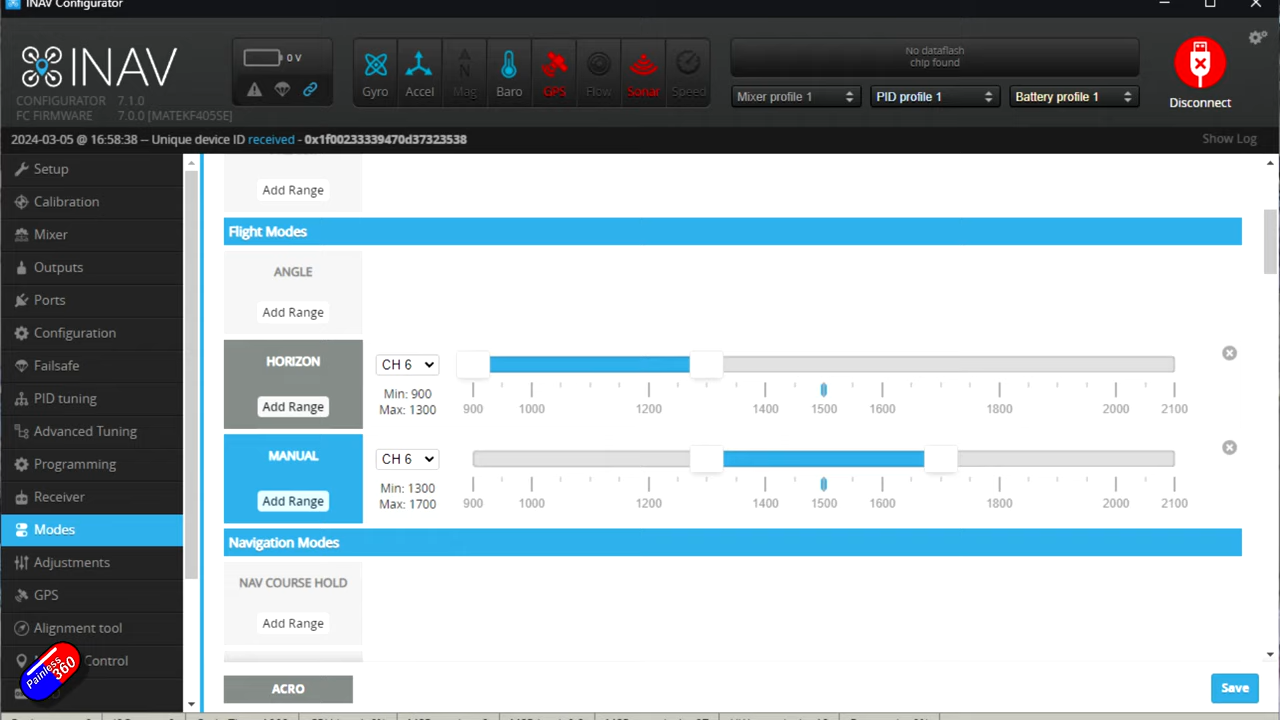 INAV Configurator
INAV
CONFIGURATOR 7.1.0
FC FIRMWARE 7.0.0 [MATEKF405SE]
0 V
Gyro
Accel
Mag
Baro
GPS
Flow
Sonar
Speed
No dataflash
chip found
Mixer profile 1
PID profile 1
Battery profile 1
Disconnect
2024-03-05 @ 16:58:38 -- Unique device ID received - 0x1f00233339470d37323538
Show Log
Setup
Calibration
Mixer
Outputs
Ports
Configuration
Failsafe
PID tuning
Advanced Tuning
Programming
Receiver
Modes
Adjustments
GPS
Alignment tool
Control
Painless
360
Add Range
Flight Modes
ANGLE
Add Range
HORIZON
Add Range
CH 6
Min: 900
Max: 1300
900 1000 1200 1400 1500 1600 1800 2000 2100
MANUAL
Add Range
CH 6
Min: 1300
Max: 1700
900 1000 1200 1400 1500 1600 1800 2000 2100
Navigation Modes
NAV COURSE HOLD
Add Range
ACRO
Save